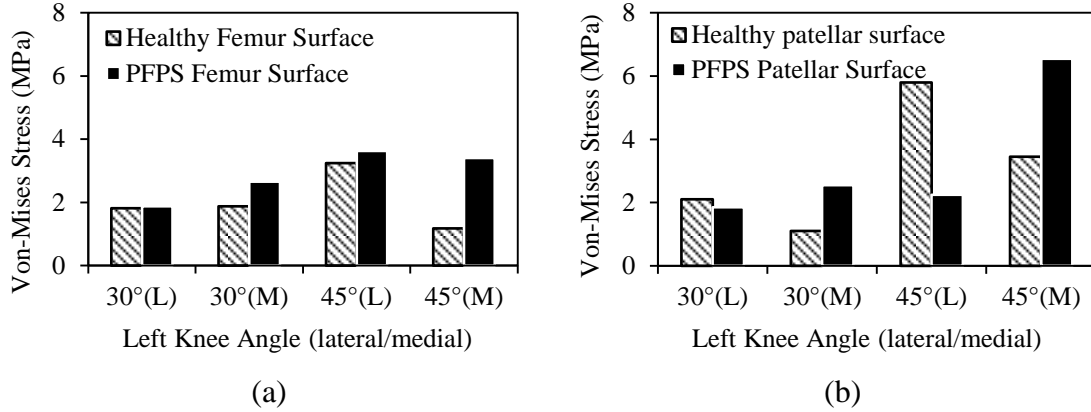 Von-Mises Stress (MPa)
8
6
4
2
0
Healthy Femur Surface
PFPS Femur Surface
30°(L) 30°(M) 45°(L) 45°(M)
Left Knee Angle (lateral/medial)
(a)
Von-Mises Stress (MPa)
8
6
4
2
0
Healthy patellar surface
PFPS Patellar Surface
30°(L) 30°(M) 45°(L) 45°(M)
Left Knee Angle (lateral/medial)
(b)